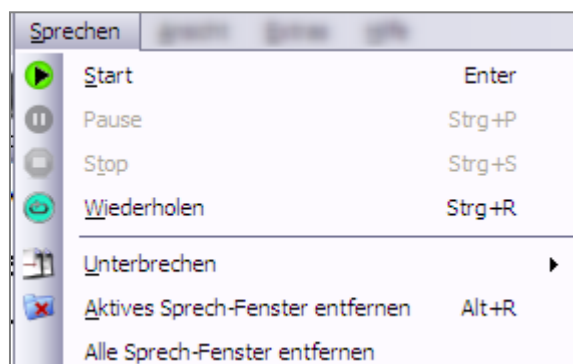 Sprechen
Start Enter
Pause Strg+P
Stop Strg+S
Wiederholen Strg+R
Unterbrechen
Aktives Sprech-Fenster entfernen Alt+R
Alle Sprech-Fenster entfernen